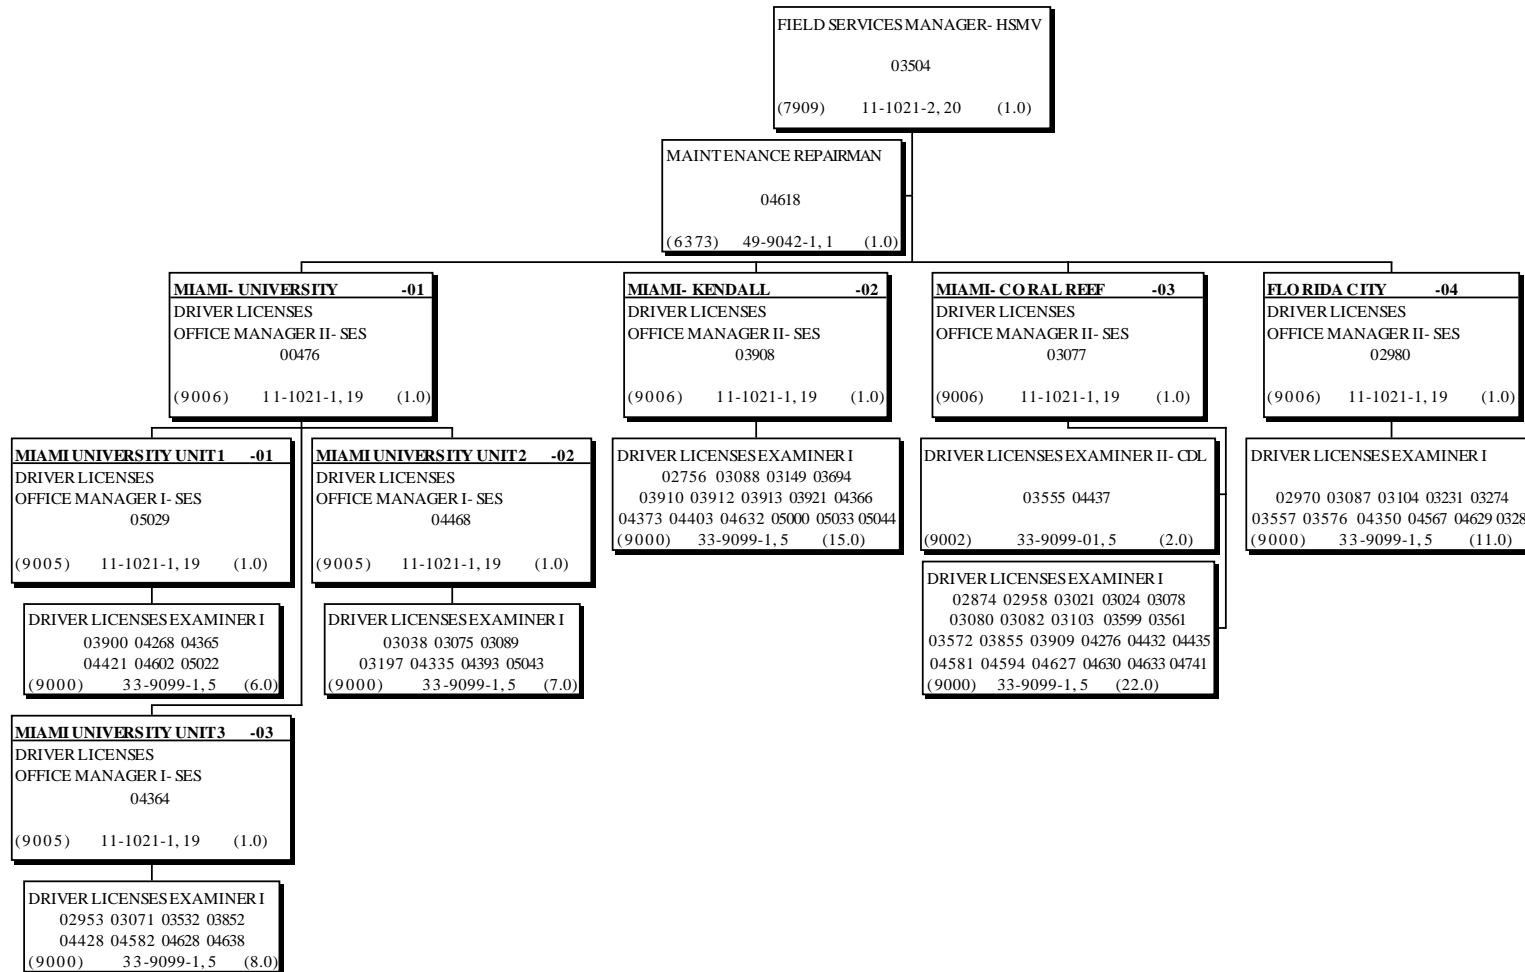 FIELD SERVICES MANAGER- HSMV
03504
(7909) 11-1021-2, 20 (1.0)
MAINTENANCE REPAIRMAN
04618
(6373) 49-9042-1, 1 (1.0)
MIAMI- UNIVERSITY -01
DRIVER LICENSES
OFFICE MANAGER II- SES
00476
(9006) 11-1021-1, 19 (1.0)
MIAMI- KENDALL -02
DRIVER LICENSES
OFFICE MANAGER II- SES
03908
(9006) 11-1021-1, 19 (1.0)
MIAMI- CORAL REEF -03
DRIVER LICENSES
OFFICE MANAGER II- SES
03077
(9006) 11-1021-1, 19 (1.0)
FLORIDA CITY -04
DRIVER LICENSES
OFFICE MANAGER II- SES
02980
(9006) 11-1021-1, 19 (1.0)
MIAMI UNIVERSITY UNIT 1 -01
DRIVER LICENSES
OFFICE MANAGER I- SES
05029
(9005) 11-1021-1, 19 (1.0)
MIAMI UNIVERSITY UNIT 2 -02
DRIVER LICENSES
OFFICE MANAGER I- SES
04468
(9005) 11-1021-1, 19 (1.0)
DRIVER LICENSES EXAMINER I
02756 03088 03149 03694
03910 03912 03913 03921 04366
04373 04403 04632 05000 05033 05044
(9000) 33-9099-1, 5 (15.0)
DRIVER LICENSES EXAMINER II- CDL
03555 04437
(9002) 33-9099-01, 5 (2.0)
DRIVER LICENSES EXAMINER I
02970 03087 03104 03231 03274
03557 03576 04350 04567 04629 0328
(9000) 33-9099-1, 5 (11.0)
DRIVER LICENSES EXAMINER I
02874 02958 03021 03024 03078
03080 03082 03103 03599 03561
03572 03855 03909 04276 04432 04435
04581 04594 04627 04630 04633 04741
(9000) 33-9099-1, 5 (22.0)
DRIVER LICENSES EXAMINER I
03900 04268 04365
04421 04602 05022
(9000) 33-9099-1, 5 (6.0)
DRIVER LICENSES EXAMINER I
03038 03075 03089
03197 04335 04393 05043
(9000) 33-9099-1, 5 (7.0)
MIAMI UNIVERSITY UNIT 3 -03
DRIVER LICENSES
OFFICE MANAGER I- SES
04364
(9005) 11-1021-1, 19 (1.0)
DRIVER LICENSES EXAMINER I
02953 03071 03532 03852
04428 04582 04628 04638
(9000) 33-9099-1, 5 (8.0)